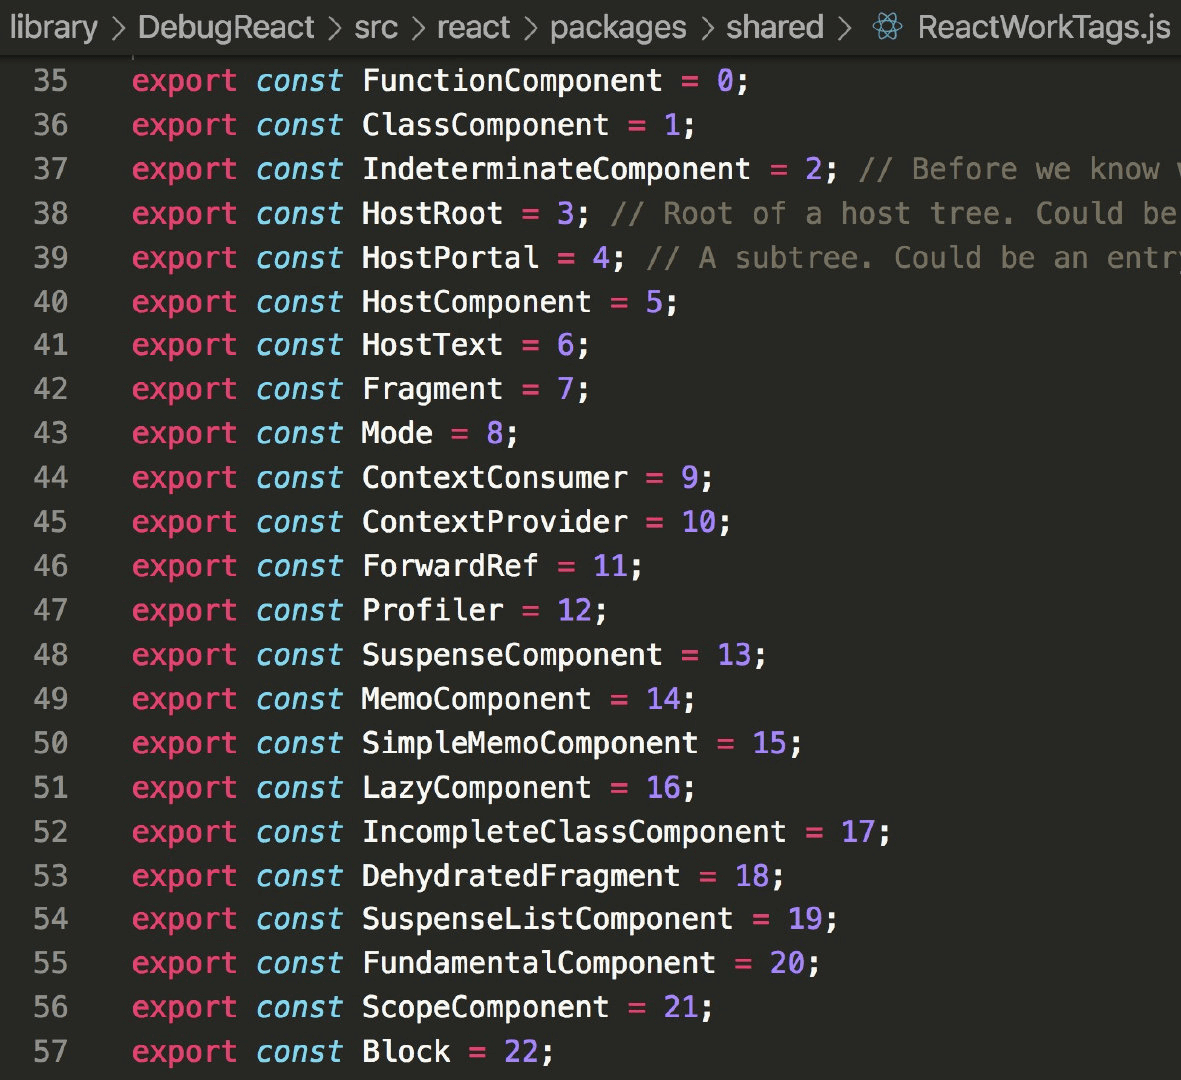 library > DebugReact > src > react > packages > shared > ReactWorkTags.js
35 export const FunctionComponent = 0;
36 export const ClassComponent = 1;
37 export const IndeterminateComponent = 2; // Before we know
38 export const HostRoot = 3; // Root of a host tree. Could be
39 export const HostPortal = 4; // A subtree. Could be an entry
40 export const HostComponent = 5;
41 export const HostText = 6;
42 export const Fragment = 7;
43 export const Mode = 8;
44 export const ContextConsumer = 9;
45 export const ContextProvider = 10;
46 export const ForwardRef = 11;
47 export const Profiler = 12;
48 export const SuspenseComponent = 13;
49 export const MemoComponent = 14;
50 export const SimpleMemoComponent = 15;
51 export const LazyComponent = 16;
52 export const IncompleteClassComponent = 17;
53 export const DehydratedFragment = 18;
54 export const SuspenseListComponent = 19;
55 export const FundamentalComponent = 20;
56 export const ScopeComponent = 21;
57 export const Block = 22;